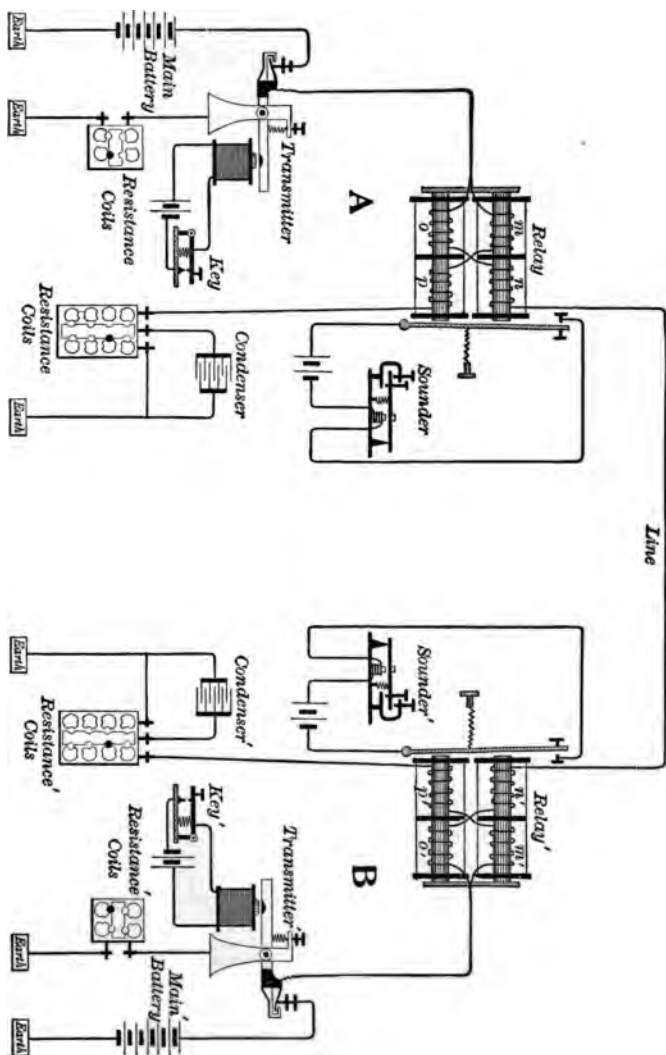 Line
Relay
Relay'
m
n
n'
m'
o
p
p'
o'
A
B
Sounder
Sounder'
Transmitter
Transmitter'
Key
Key'
Condenser
Condenser'
Main
Battery
Main'
Battery
Resistance
Coils
Resistance'
Coils
Resistance
Coils
Resistance'
Coils
Earth
Earth
Earth
Earth
Earth
Earth